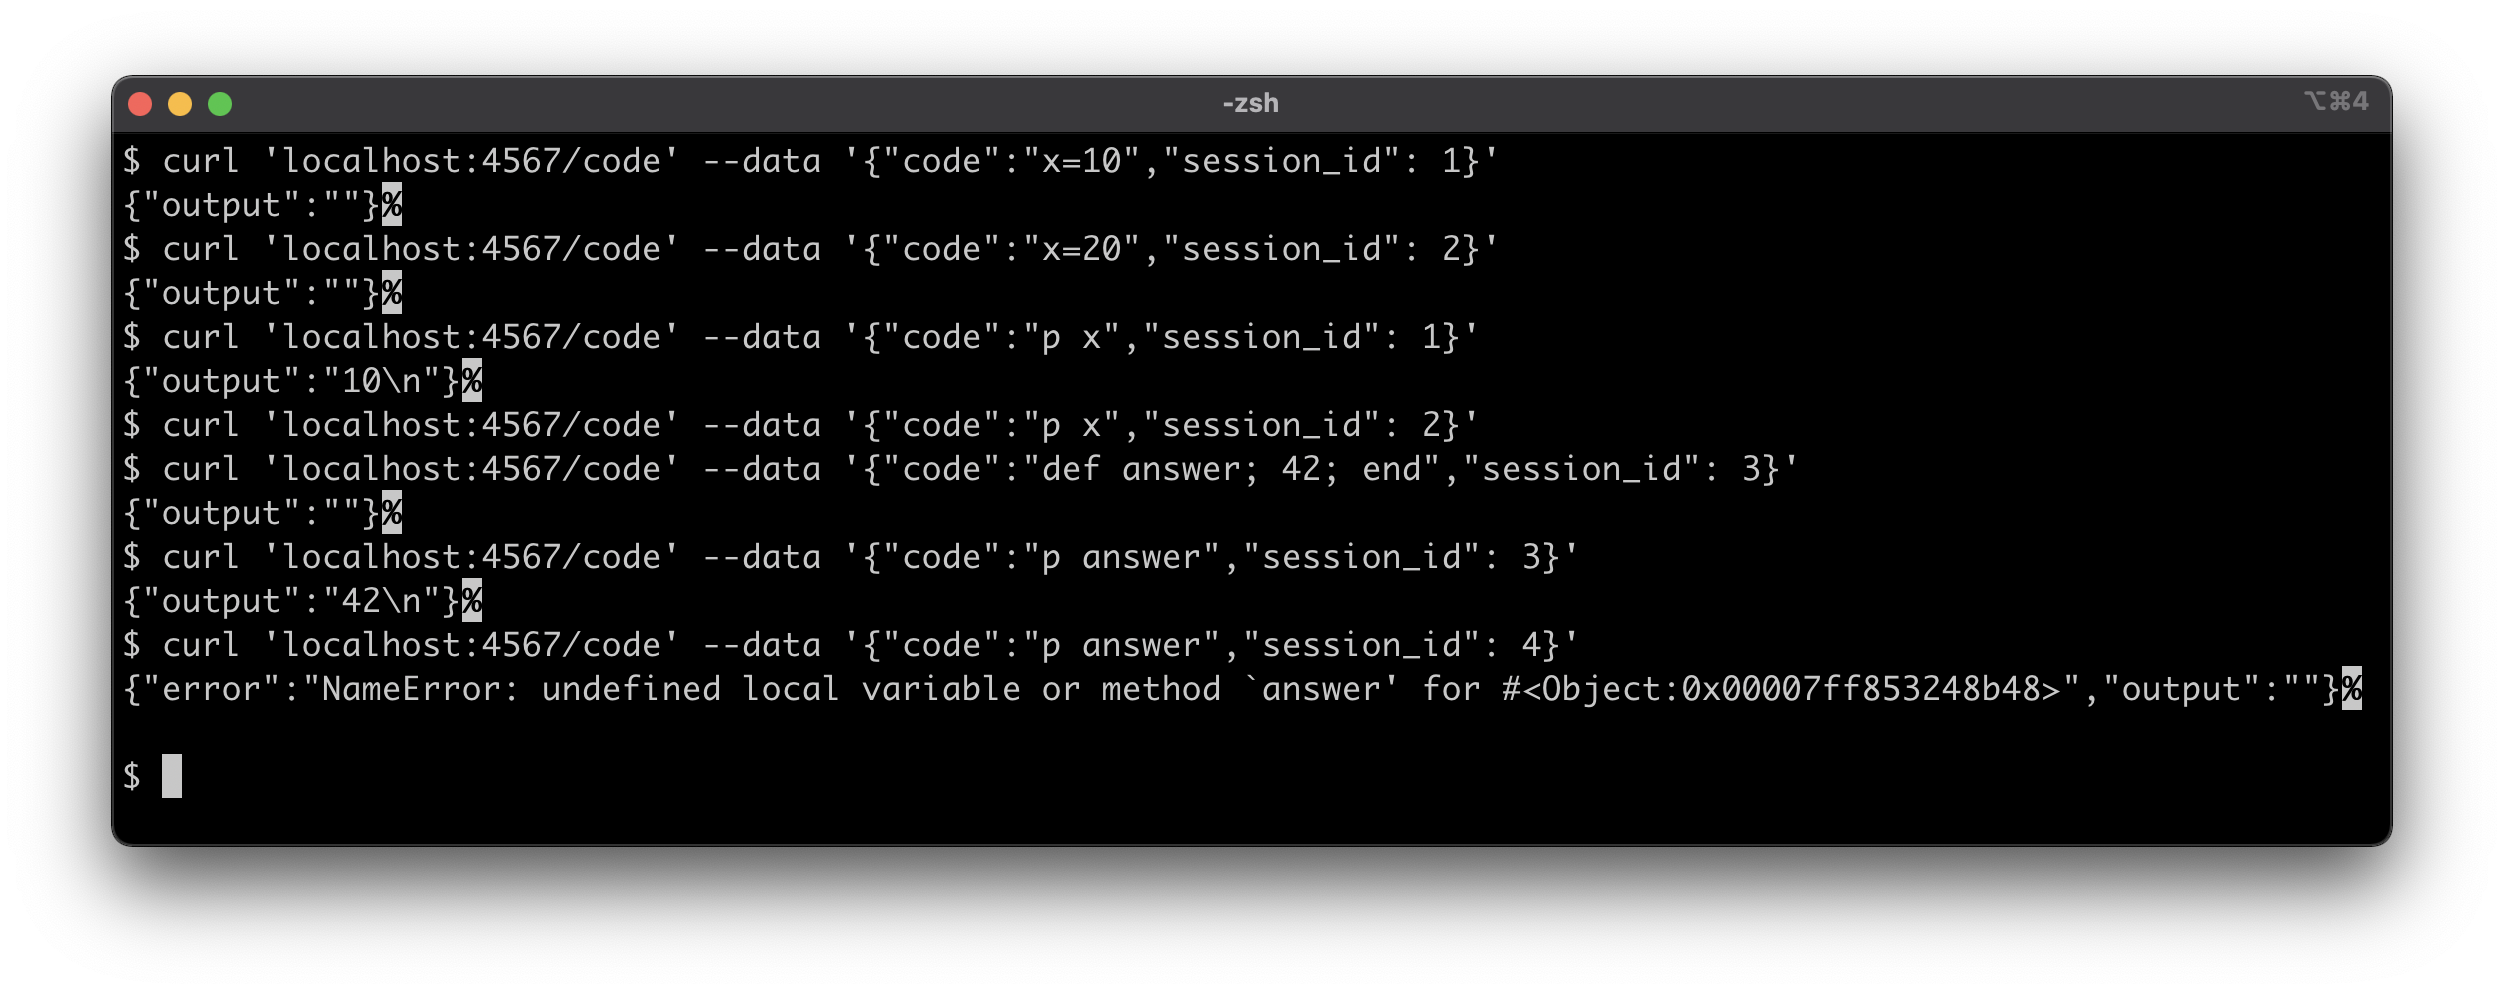 -zsh
⌥⌘4
$ curl 'localhost:4567/code' --data '{"code":"x=10","session_id": 1}'
{"output":""}%
$ curl 'localhost:4567/code' --data '{"code":"x=20","session_id": 2}'
{"output":""}%
$ curl 'localhost:4567/code' --data '{"code":"p x","session_id": 1}'
{"output":"10\n"}%
$ curl 'localhost:4567/code' --data '{"code":"p x","session_id": 2}'
$ curl 'localhost:4567/code' --data '{"code":"def answer; 42; end","session_id": 3}'
{"output":""}%
$ curl 'localhost:4567/code' --data '{"code":"p answer","session_id": 3}'
{"output":"42\n"}%
$ curl 'localhost:4567/code' --data '{"code":"p answer","session_id": 4}'
{"error":"NameError: undefined local variable or method `answer' for #<Object:0x00007ff853248b48>","output":""}%
$